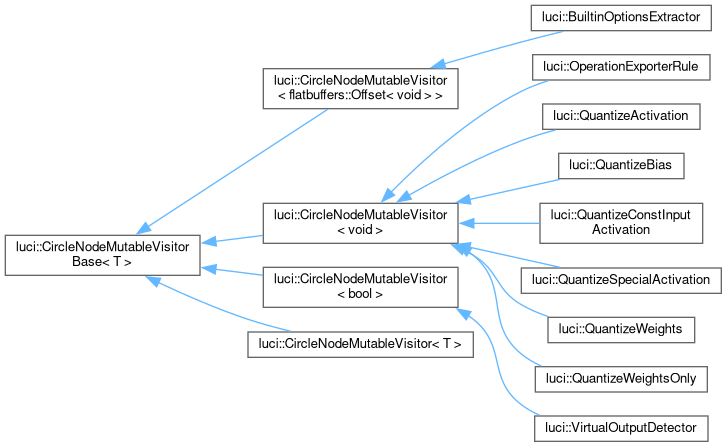 luci::CircleNodeMutableVisitor
Base< T >
luci::CircleNodeMutableVisitor
< flatbuffers::Offset< void > >
luci::CircleNodeMutableVisitor
< void >
luci::CircleNodeMutableVisitor
< bool >
luci::CircleNodeMutableVisitor< T >
luci::BuiltinOptionsExtractor
luci::OperationExporterRule
luci::QuantizeActivation
luci::QuantizeBias
luci::QuantizeConstInput
Activation
luci::QuantizeSpecialActivation
luci::QuantizeWeights
luci::QuantizeWeightsOnly
luci::VirtualOutputDetector